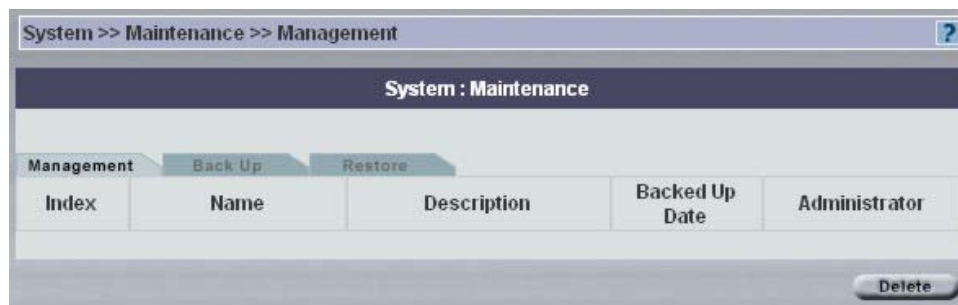 System >> Maintenance >> Management
?
System : Maintenance
Management Back Up Restore
Index Name Description Backed Up Date Administrator
Delete